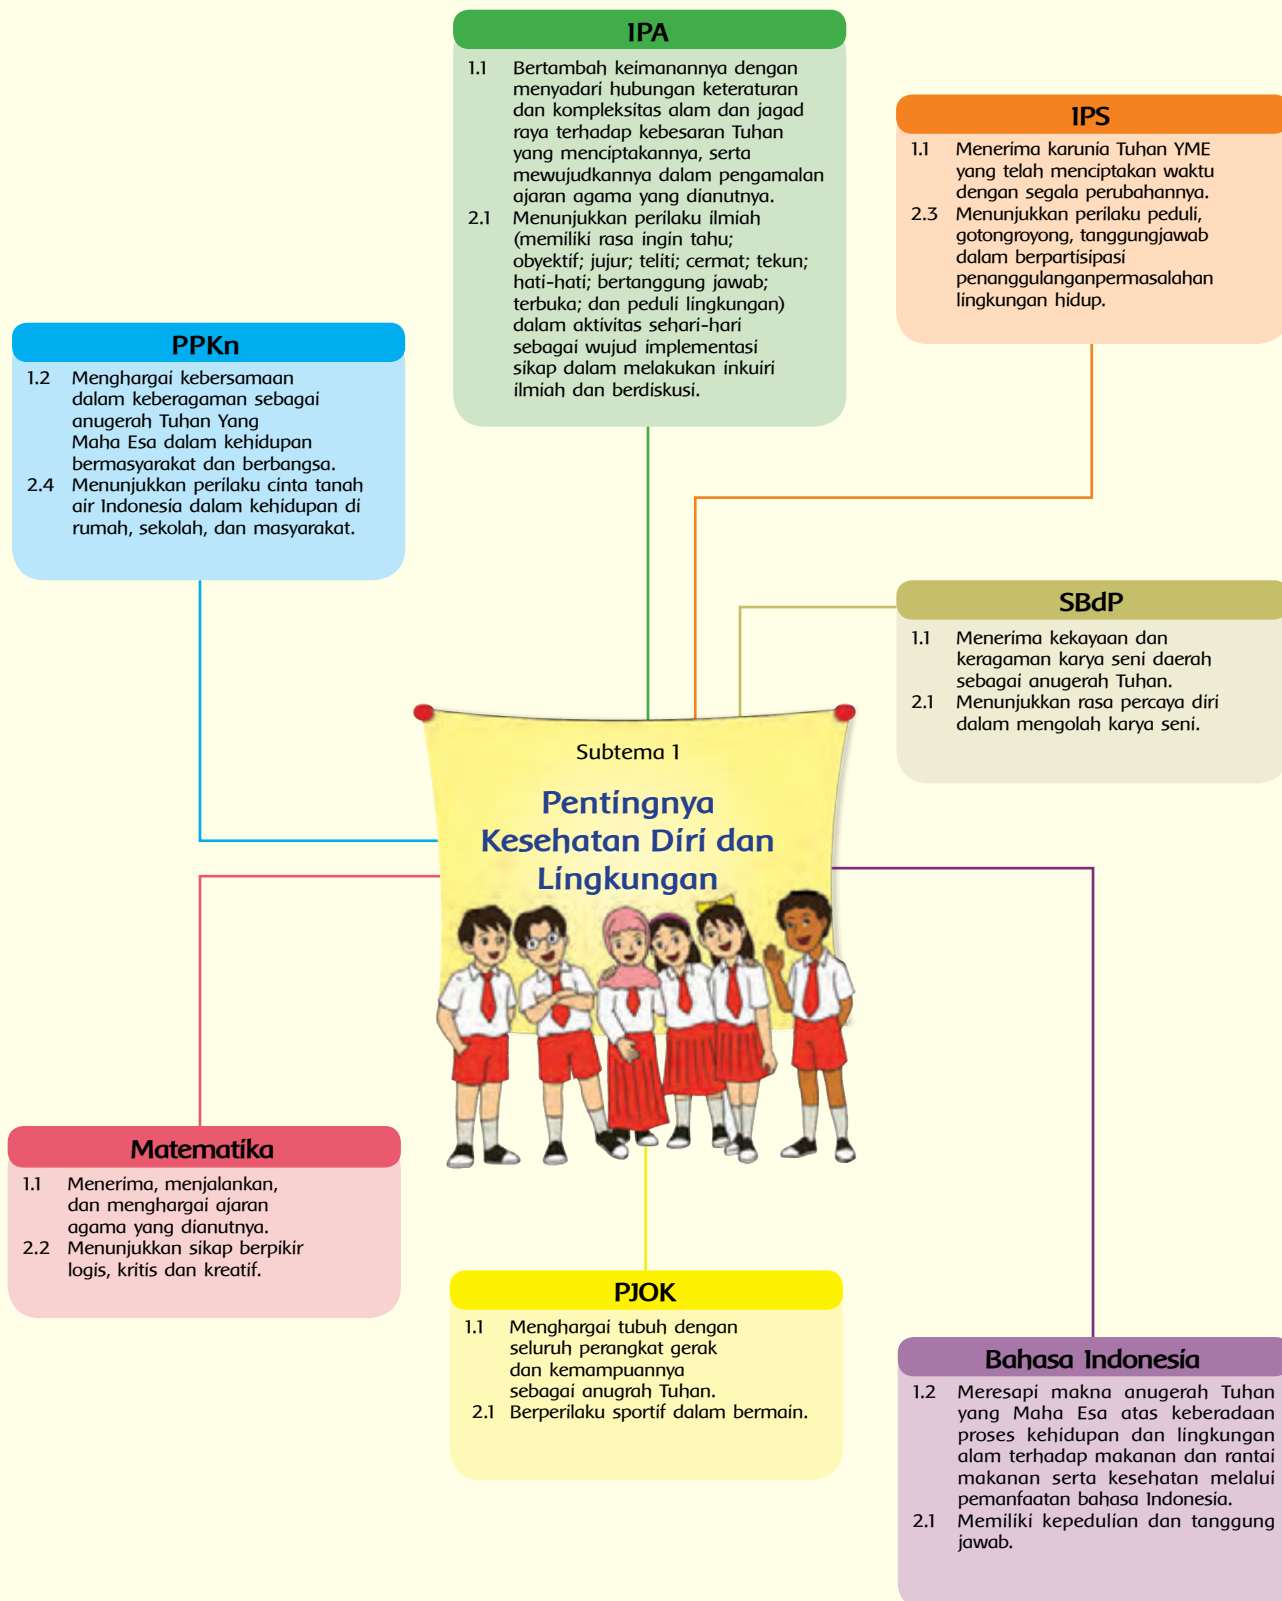 IPA
1.1 Bertambah keimanannya dengan
menyadari hubungan keteraturan
dan kompleksitas alam dan jagad
raya terhadap kebesaran Tuhan
yang menciptakannya, serta
mewujudkannya dalam pengamalan
ajaran agama yang dianutnya.
2.1 Menunjukkan perilaku ilmiah
(memiliki rasa ingin tahu;
obyektif; jujur; teliti; cermat; tekun;
hati-hati; bertanggung jawab;
terbuka; dan peduli lingkungan)
dalam aktivitas sehari-hari
sebagai wujud implementasi
sikap dalam melakukan inkuiri
ilmiah dan berdiskusi.
IPS
1.1 Menerima karunia Tuhan YME
yang telah menciptakan waktu
dengan segala perubahannya.
2.3 Menunjukkan perilaku peduli,
gotongroyong, tanggungjawab
dalam berpartisipasi
penanggulanganpermasalahan
lingkungan hidup.
PPKn
1.2 Menghargai kebersamaan
dalam keberagaman sebagai
anugerah Tuhan Yang
Maha Esa dalam kehidupan
bermasyarakat dan berbangsa.
2.4 Menunjukkan perilaku cinta tanah
air Indonesia dalam kehidupan di
rumah, sekolah, dan masyarakat.
SBdP
1.1 Menerima kekayaan dan
keragaman karya seni daerah
sebagai anugerah Tuhan.
2.1 Menunjukkan rasa percaya diri
dalam mengolah karya seni.
Subtema 1
Pentingnya
Kesehatan Diri dan
Lingkungan
Matematika
1.1 Menerima, menjalankan,
dan menghargai ajaran
agama yang dianutnya.
2.2 Menunjukkan sikap berpikir
logis, kritis dan kreatif.
PJOK
1.1 Menghargai tubuh dengan
seluruh perangkat gerak
dan kemampuannya
sebagai anugrah Tuhan.
2.1 Berperilaku sportif dalam bermain.
Bahasa Indonesia
1.2 Meresapi makna anugerah Tuhan
yang Maha Esa atas keberadaan
proses kehidupan dan lingkungan
alam terhadap makanan dan rantai
makanan serta kesehatan melalui
pemanfaatan bahasa Indonesia.
2.1 Memiliki kepedulian dan tanggung
jawab.